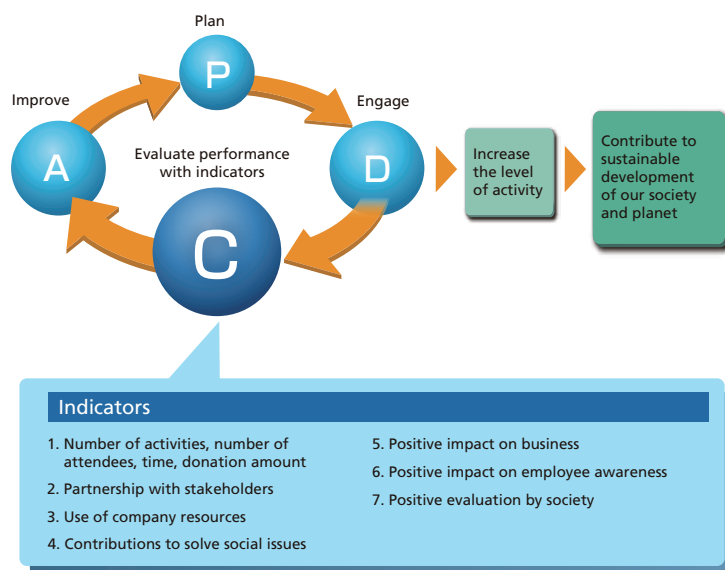 Plan
P
Improve
Engage
A
Evaluate performance
with indicators
D
C
Increase
the level
of activity
Contribute to
sustainable
development
of our society
and planet
Indicators
1. Number of activities, number of
attendees, time, donation amount
2. Partnership with stakeholders
3. Use of company resources
4. Contributions to solve social issues
5. Positive impact on business
6. Positive impact on employee awareness
7. Positive evaluation by society